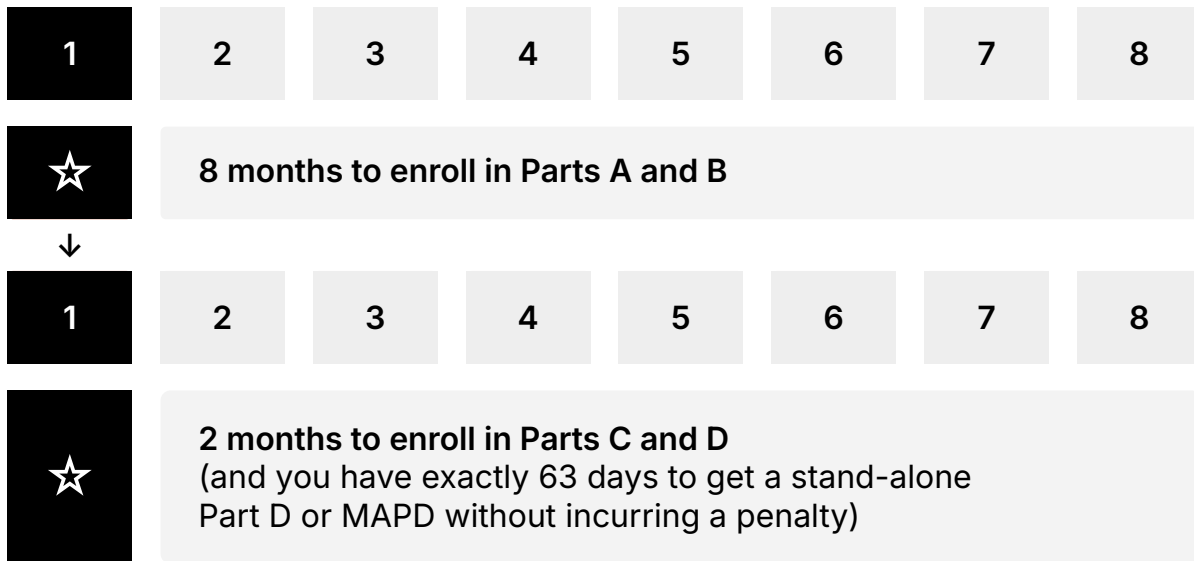 1 2 3 4 5 6 7 8
8 months to enroll in Parts A and B
1 2 3 4 5 6 7 8
2 months to enroll in Parts C and D
(and you have exactly 63 days to get a stand-alone
Part D or MAPD without incurring a penalty)